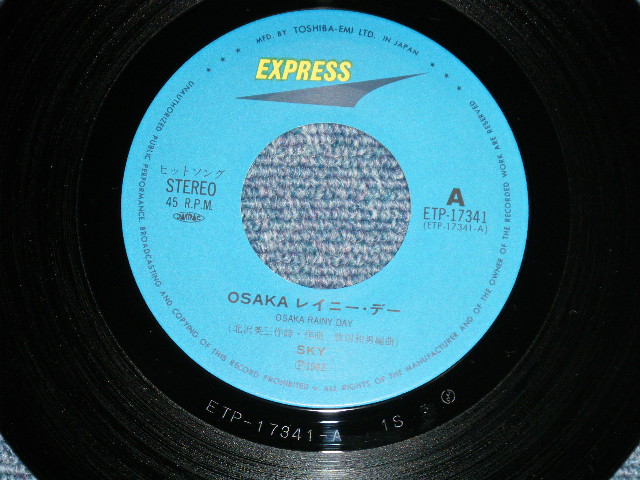 MFD. BY TOSHIBA-EMI LTD. IN JAPAN
EXPRESS
ヒットソング
STEREO
45 R.P.M.
A
ETP-17341
(ETP-17341-A)
OSAKA レイニー・デー
OSAKA RAINY DAY
SKY
UNAUTHORIZED PUBLIC PERFORMANCE, BROADCASTING AND COPYING OF THIS RECORD PROHIBITED
ALL RIGHTS OF THE MANUFACTURER AND OF THE OWNER OF THE RECORDED WORK ARE RESERVED
ETP-17341-A 1S 3